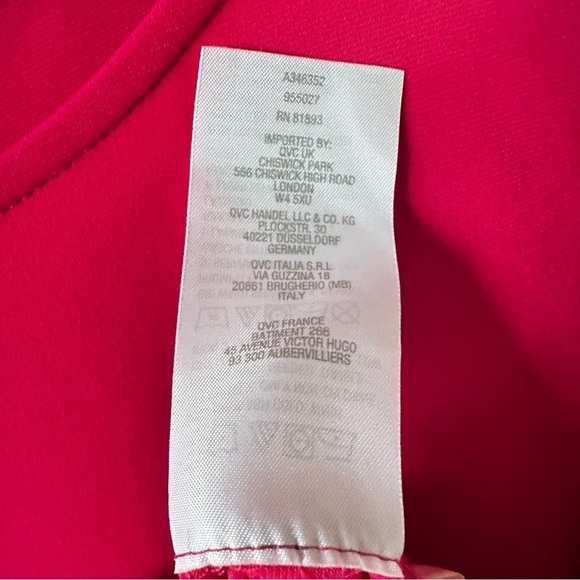 A346352
955027
RN 81893
IMPORTED BY:
QVC UK
CHISWICK PARK
566 CHISWICK HIGH ROAD
LONDON
W4 5XU
QVC HANDEL LLC & CO. KG
PLOCKSTR. 30
40221 DÜSSELDORF
GERMANY
QVC ITALIA S.R.L
VIA GUZZINA 18
20861 BRUGHERIO (MB)
ITALY
QVC FRANCE
BATIMENT 266
45 AVENUE VICTOR HUGO
93 300 AUBERVILLIERS